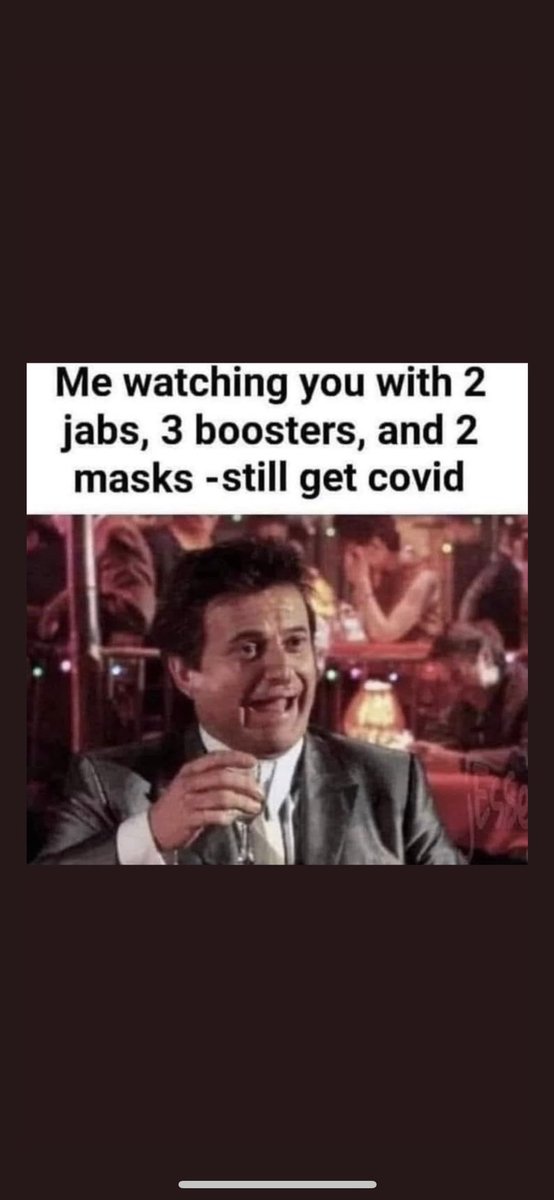 Me watching you with 2
jabs, 3 boosters, and 2
masks -still get covid